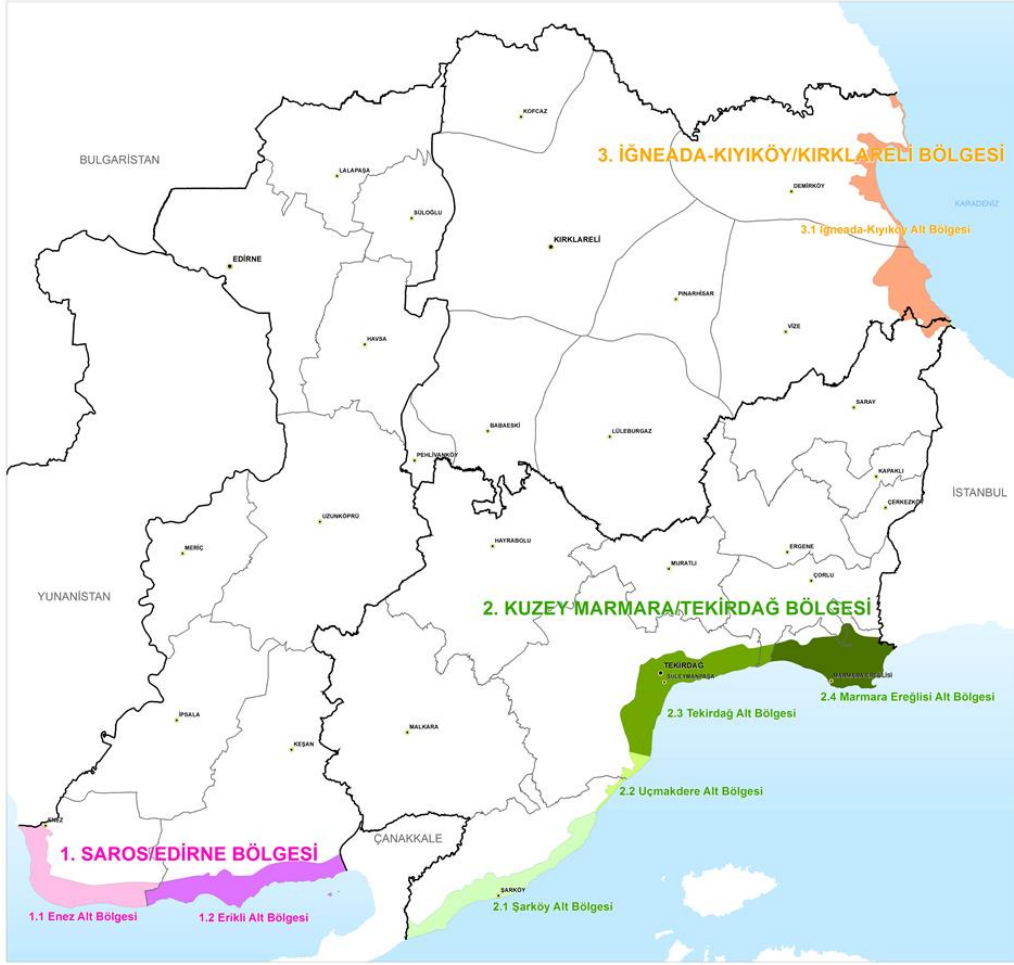 KOFCAZ
BULGARİSTAN
3. İĞNEADA-KIYIKÖY/KIRKLARELİ BÖLGESİ
LALAPAŞA
DEMİRKÖY
KARADENİZ
SÜLOĞLU
3.1 İğneada-Kıyıköy Alt Bölgesi
KIRKLARELİ
EDİRNE
PINARHİSAR
VİZE
HAVSA
SARAY
BABAESKİ
LÜLEBURGAZ
PEHLİVANKÖY
KAPAKLI
İSTANBUL
ÇERKEZKÖY
UZUNKÖPRÜ
HAYRABOLU
MERİÇ
ERGENE
MURATLI
ÇORLU
YUNANİSTAN
2. KUZEY MARMARA/TEKİRDAĞ BÖLGESİ
TEKİRDAĞ
SÜLEYMANPAŞA
MARMARA EREĞLİSİ
2.4 Marmara Ereğlisi Alt Bölgesi
2.3 Tekirdağ Alt Bölgesi
İPSALA
MALKARA
KEŞAN
2.2 Uçmakdere Alt Bölgesi
ENEZ
ÇANAKKALE
1. SAROS/EDİRNE BÖLGESİ
ŞARKÖY
2.1 Şarköy Alt Bölgesi
1.1 Enez Alt Bölgesi
1.2 Erikli Alt Bölgesi